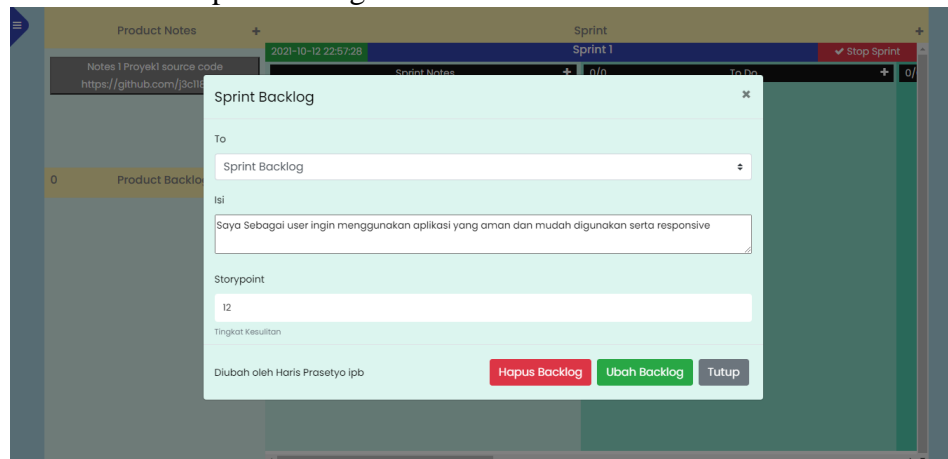 Product Notes +
Sprint +
2021-10-12 22:57:28
Sprint 1
Stop Sprint
Notes 1 Proyek1 source code
https://github.com/j3c118
Sprint Notes +
0/0 To Do +
0/
Sprint Backlog ×
To
Sprint Backlog
0 Product Backlo
Isi
Saya Sebagai user ingin menggunakan aplikasi yang aman dan mudah digunakan serta responsive
Storypoint
12
Tingkat Kesulitan
Diubah oleh Haris Prasetyo ipb
Hapus Backlog
Ubah Backlog
Tutup